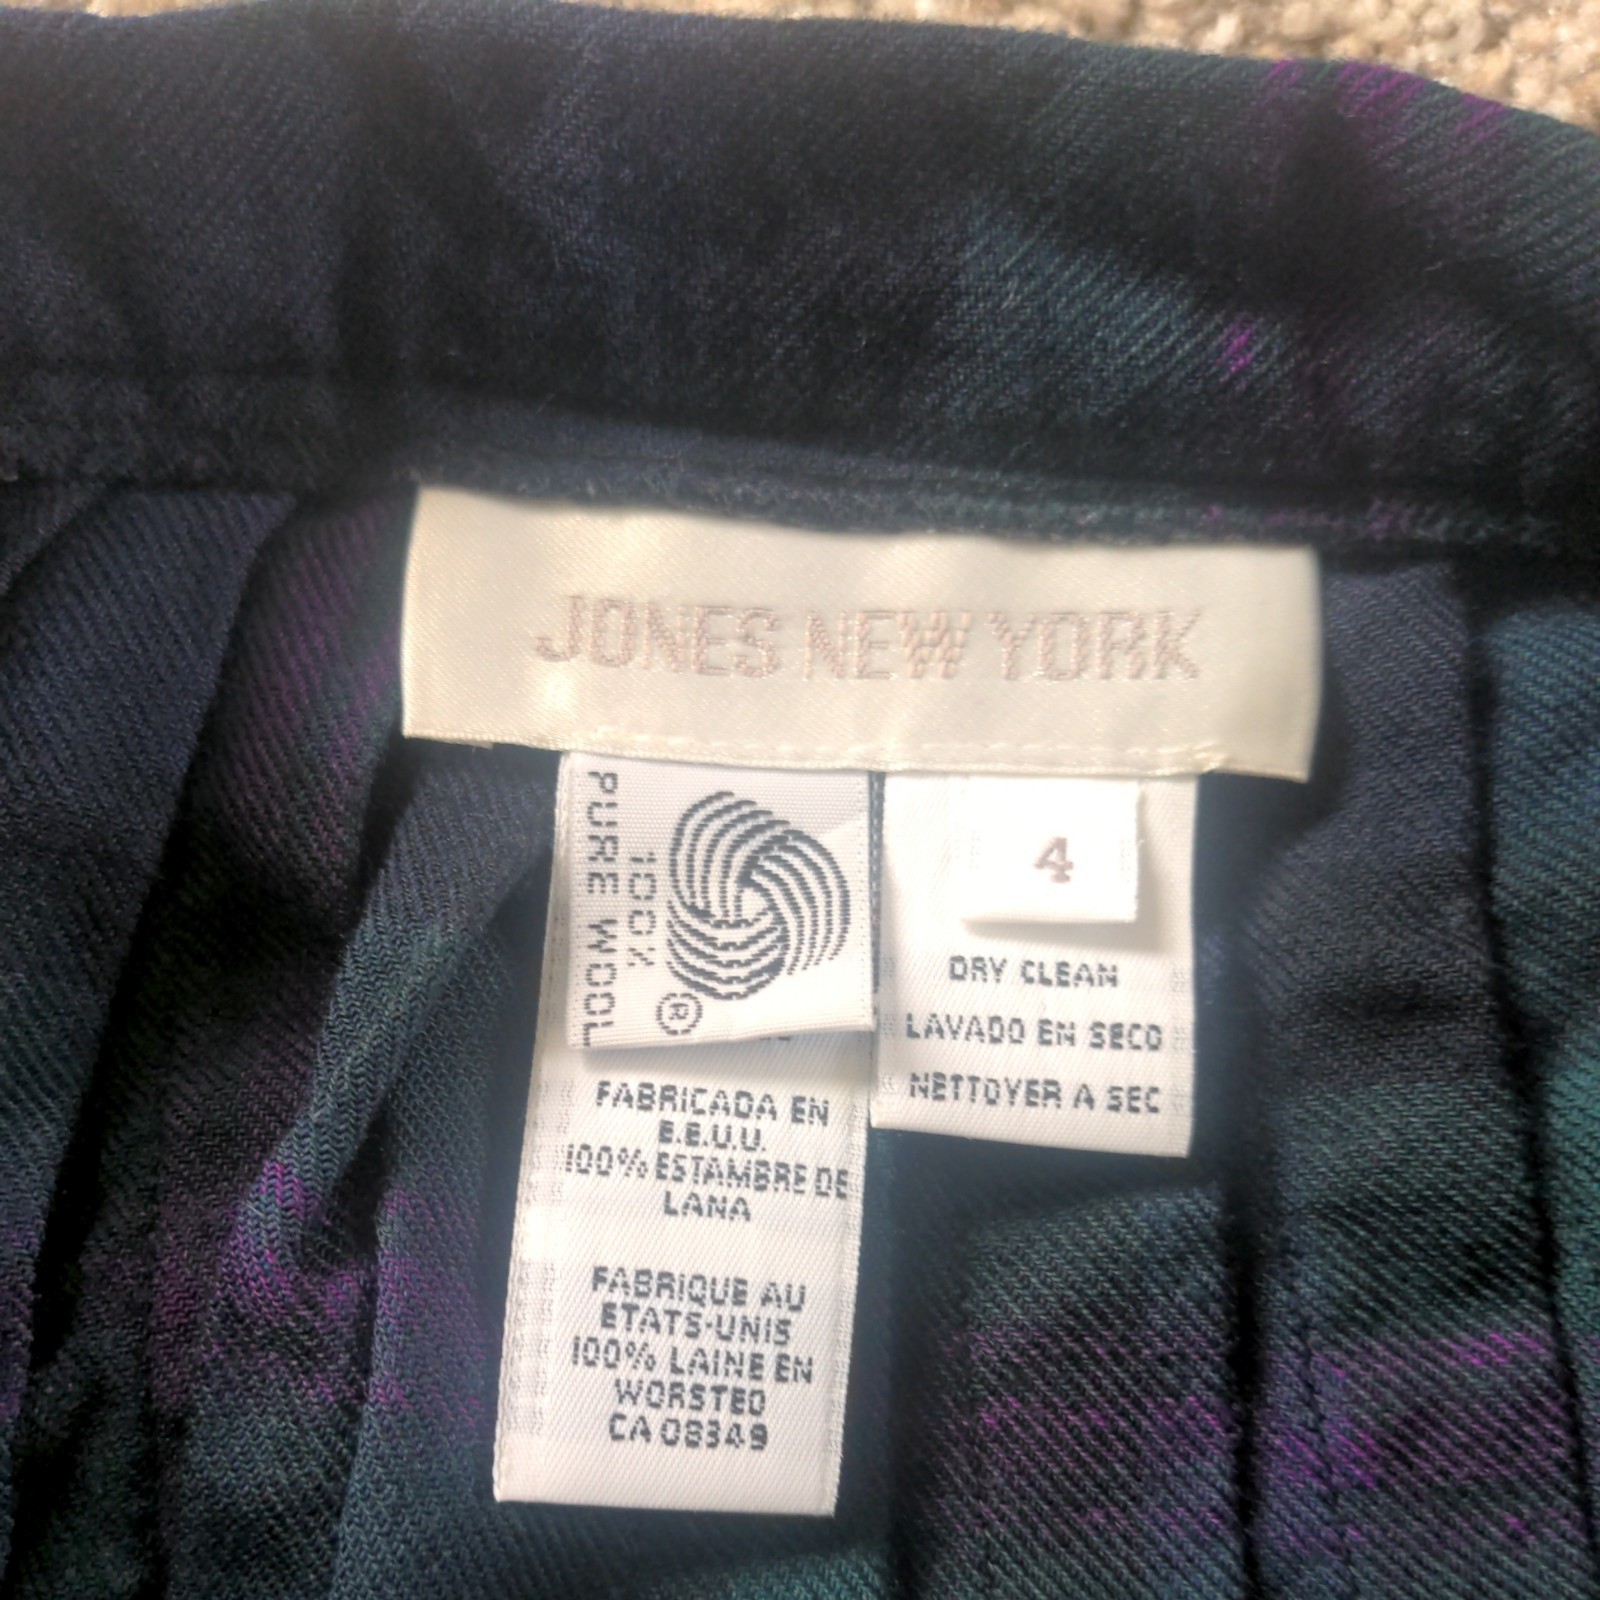 JONES NEW YORK
PURE WOOL
100%
®
4
DRY CLEAN
LAVADO EN SECO
NETTOYER A SEC
FABRICADA EN
E.E.U.U.
100% ESTAMBRE DE
LANA
FABRIQUE AU
ETATS-UNIS
100% LAINE EN
WORSTED
CA 08349